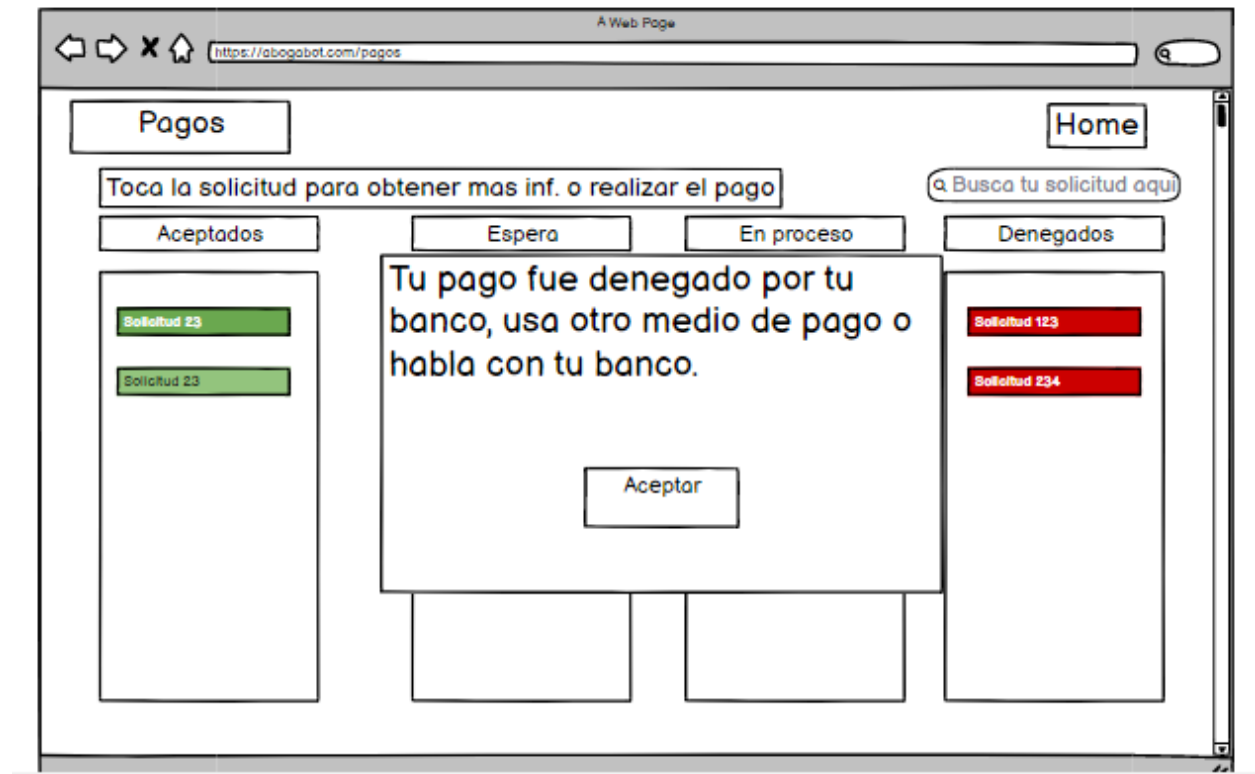 A Web Page
https://abogabot.com/pagos
Pagos
Home
Toca la solicitud para obtener mas inf. o realizar el pago
Busca tu solicitud aqui
Aceptados
Espera
En proceso
Denegados
Tu pago fue denegado por tu
banco, usa otro medio de pago o
habla con tu banco.
Aceptar
Solicitud 23
Solicitud 23
Solicitud 123
Solicitud 234